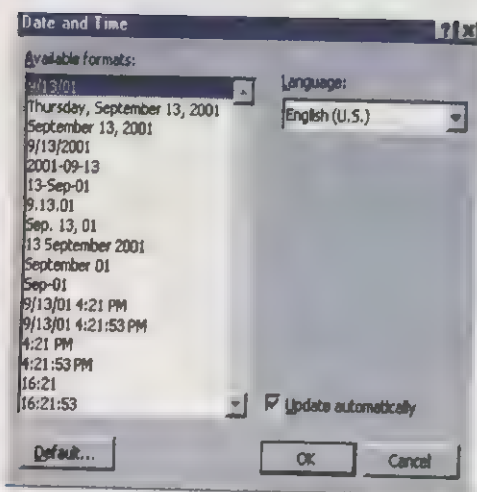 Date and Time
Available formats:
9/13/01
Thursday, September 13, 2001
September 13, 2001
9/13/2001
2001-09-13
13-Sep-01
9.13.01
Sep. 13, 01
13 September 2001
September 01
Sep-01
9/13/01 4:21 PM
9/13/01 4:21:53 PM
4:21 PM
4:21:53 PM
16:21
16:21:53
Language:
English (U.S.)
Update automatically
Default...
OK
Cancel